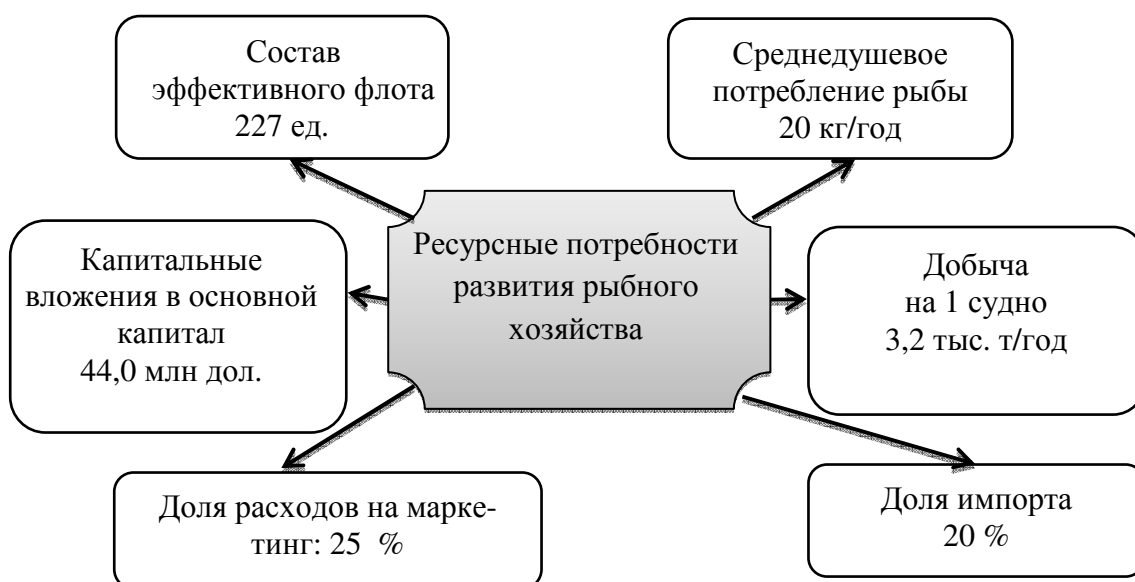 Состав
эффективного флота
227 ед.
Среднедушевое
потребление рыбы
20 кг/год
Ресурсные потребности
развития рыбного
хозяйства
Капитальные
вложения в основной
капитал
44,0 млн дол.
Добыча
на 1 судно
3,2 тыс. т/год
Доля расходов на марке-
тинг: 25 %
Доля импорта
20 %